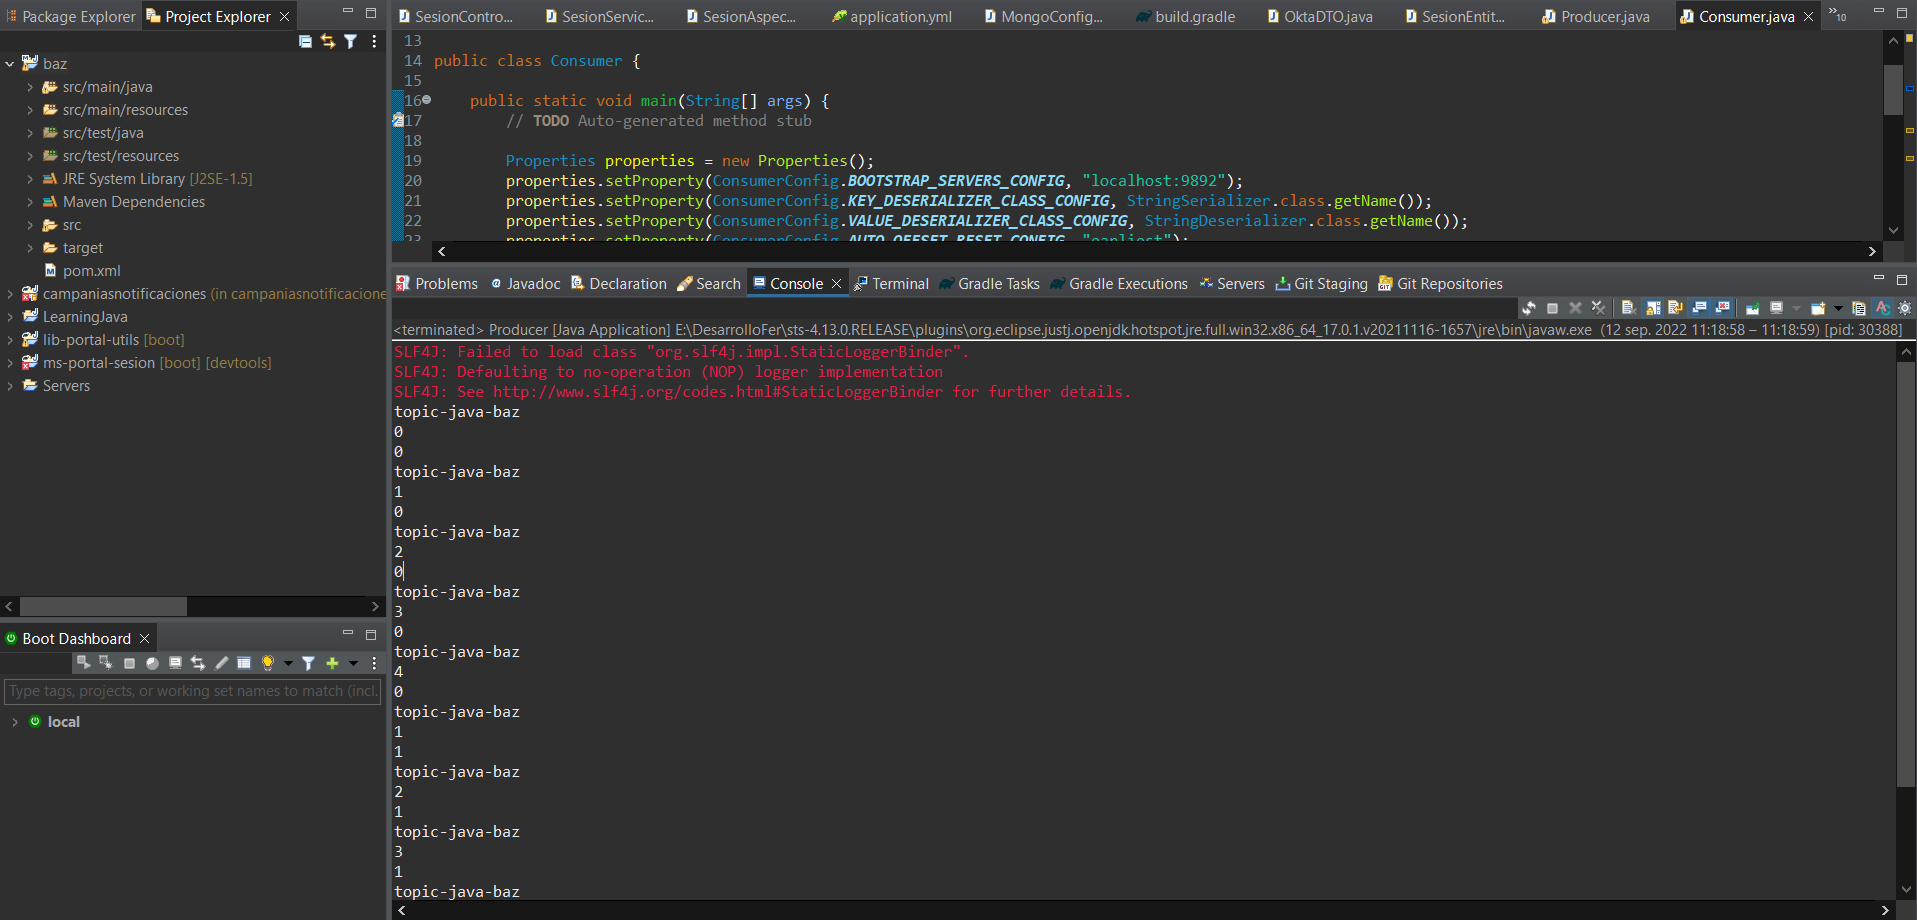 Package Explorer
Project Explorer
baz
src/main/java
src/main/resources
src/test/java
src/test/resources
JRE System Library [J2SE-1.5]
Maven Dependencies
src
target
pom.xml
campaniasnotificaciones (in campaniasnotificacione
LearningJava
lib-portal-utils [boot]
ms-portal-sesion [boot] [devtools]
Servers
Boot Dashboard
Type tags, projects, or working set names to match (incl.
local
SesionContro...
SesionServic...
SesionAspec...
application.yml
MongoConfig...
build.gradle
OktaDTO.java
SesionEntit...
Producer.java
Consumer.java
»10
13
14 public class Consumer {
15
16 public static void main(String[] args) {
17 // TODO Auto-generated method stub
18
19 Properties properties = new Properties();
20 properties.setProperty(ConsumerConfig.BOOTSTRAP_SERVERS_CONFIG, "localhost:9892");
21 properties.setProperty(ConsumerConfig.KEY_DESERIALIZER_CLASS_CONFIG, StringSerializer.class.getName());
22 properties.setProperty(ConsumerConfig.VALUE_DESERIALIZER_CLASS_CONFIG, StringDeserializer.class.getName());
23 properties.setProperty(ConsumerConfig.AUTO_OFFSET_RESET_CONFIG, "earliest");
Problems
Javadoc
Declaration
Search
Console
Terminal
Gradle Tasks
Gradle Executions
Servers
Git Staging
Git Repositories
<terminated> Producer [Java Application] E:\DesarrolloFer\sts-4.13.0.RELEASE\plugins\org.eclipse.justj.openjdk.hotspot.jre.full.win32.x86_64_17.0.1.v20211116-1657\jre\bin\javaw.exe (12 sep. 2022 11:18:58 – 11:18:59) [pid: 30388]
SLF4J: Failed to load class "org.slf4j.impl.StaticLoggerBinder".
SLF4J: Defaulting to no-operation (NOP) logger implementation
SLF4J: See http://www.slf4j.org/codes.html#StaticLoggerBinder for further details.
topic-java-baz
0
0
topic-java-baz
1
0
topic-java-baz
2
0
topic-java-baz
3
0
topic-java-baz
4
0
topic-java-baz
1
1
topic-java-baz
2
1
topic-java-baz
3
1
topic-java-baz